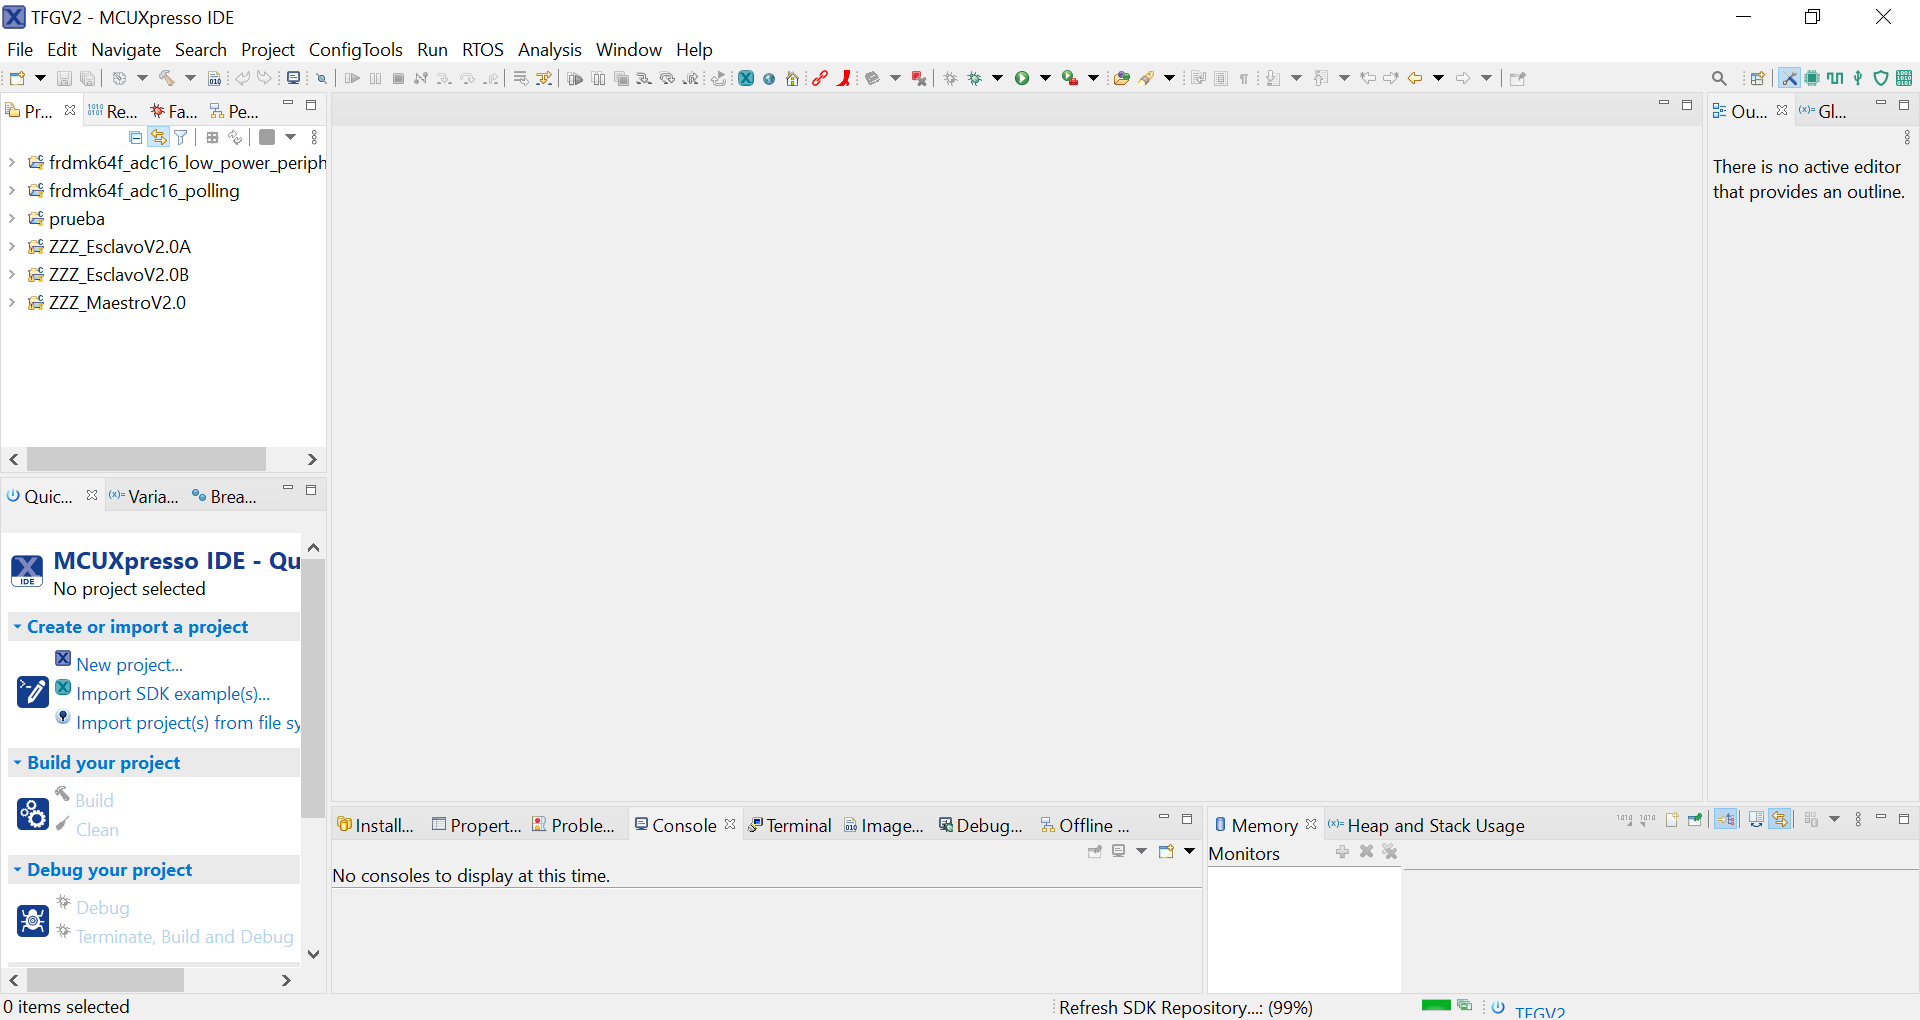 TFGV2 - MCUXpresso IDE
File Edit Navigate Search Project ConfigTools Run RTOS Analysis Window Help
Pr... Re... Fa... Pe...
frdmk64f_adc16_low_power_periph
frdmk64f_adc16_polling
prueba
ZZZ_EsclavoV2.0A
ZZZ_EsclavoV2.0B
ZZZ_MaestroV2.0
Quic... (x)= Varia... Brea...
MCUXpresso IDE - Qu
IDE
No project selected
Create or import a project
New project...
Import SDK example(s)...
Import project(s) from file sy
Build your project
Build
Clean
Debug your project
Debug
Terminate, Build and Debug
Ou... (x)= Gl...
There is no active editor
that provides an outline.
Install... Propert... Proble... Console Terminal Image... Debug... Offline ...
No consoles to display at this time.
Memory (x)= Heap and Stack Usage
Monitors
0 items selected
Refresh SDK Repository...: (99%)
TFGV2